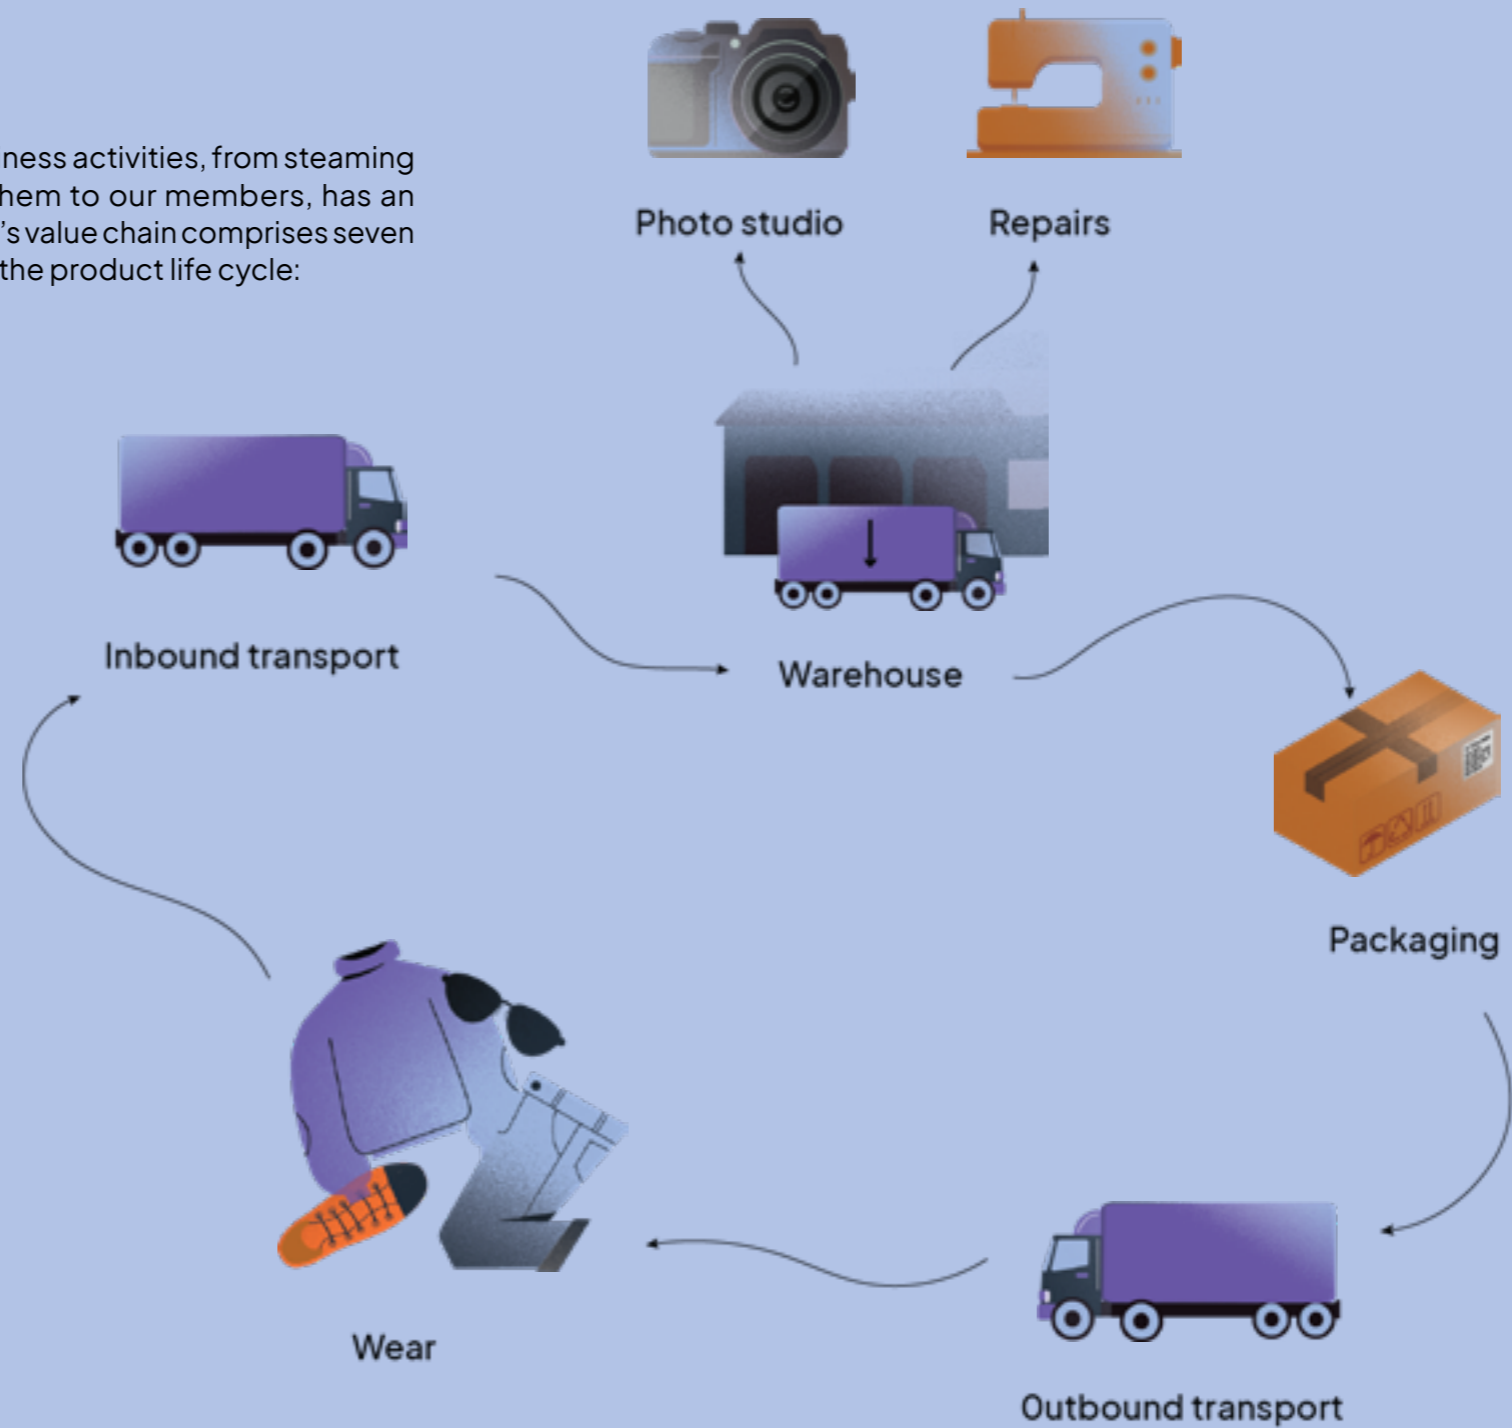 ness activities, from steaming
hem to our members, has an
's value chain comprises seven
the product life cycle:
Photo studio
Repairs
Inbound transport
Warehouse
Packaging
Wear
Outbound transport